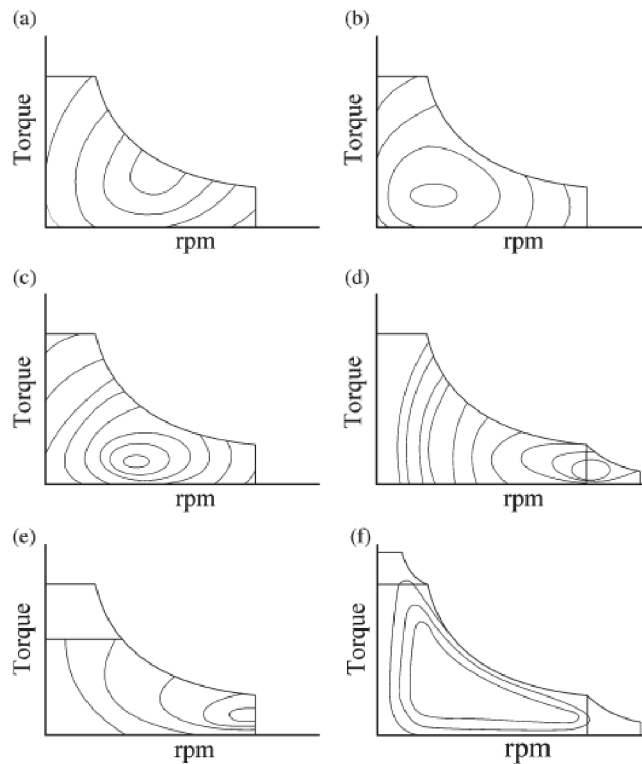 (a)
Torque
rpm
(b)
Torque
rpm
(c)
Torque
rpm
(d)
Torque
rpm
(e)
Torque
rpm
(f)
Torque
rpm